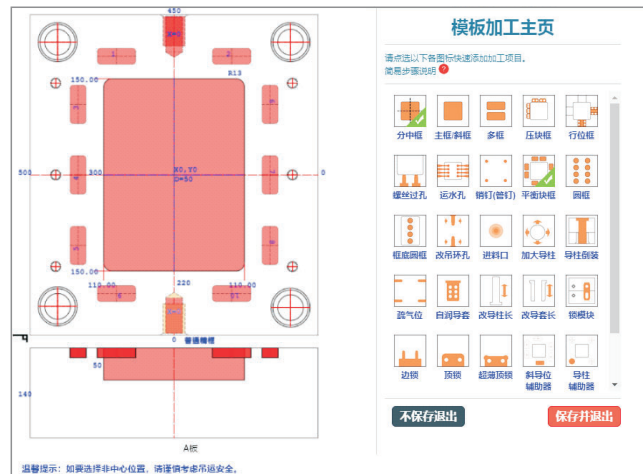 450
模板加工主页
请点选以下各图标快速添加加工项目。
简易步骤说明 ?
1
2
R13
150.00
分中框
主框/斜框
多框
压块框
行位框
500
300
X0,Y0
D=50
0
螺丝过孔
运水孔
销钉(管钉)
平衡块框
圆框
框底圆框
改吊环孔
进料口
加大导柱
导柱倒装
150.00
110.00
220
110.00
疏气位
自润导套
改导柱长
改导套长
锁模块
0
普通精框
50
140
边锁
顶锁
超薄顶锁
斜导位
辅助器
导柱
辅助器
不保存退出
保存并退出
A板
温馨提示：如要选择非中心位置，请谨慎考虑吊运安全。